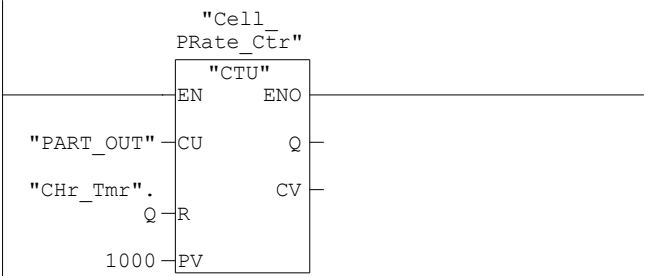 "Cell_
PRate_Ctr"
"CTU"
EN ENO
"PART_OUT" CU Q
"CHr_Tmr". CV
Q R
1000 PV